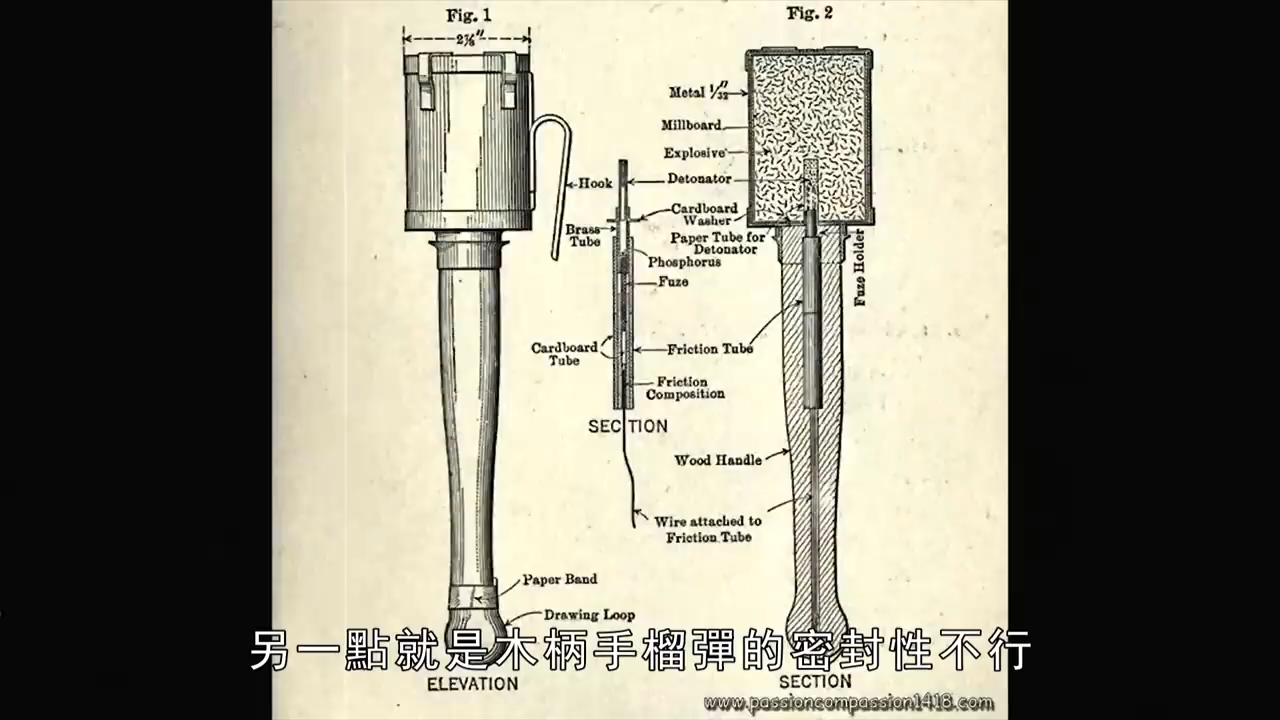 Fig. 1
Fig. 2
2⅞"
Metal 1/32"
Millboard
Explosive
Hook
Detonator
Cardboard
Washer
Brass
Tube
Paper Tube for
Detonator
Phosphorus
Fuze
Fuze Holder
Cardboard
Tube
Friction Tube
Friction
Composition
SECTION
Wood Handle
Wire attached to
Friction Tube
Paper Band
Drawing Loop
另一點就是木柄手榴彈的密封性不行
ELEVATION
SECTION
www.passioncompassion1418.com